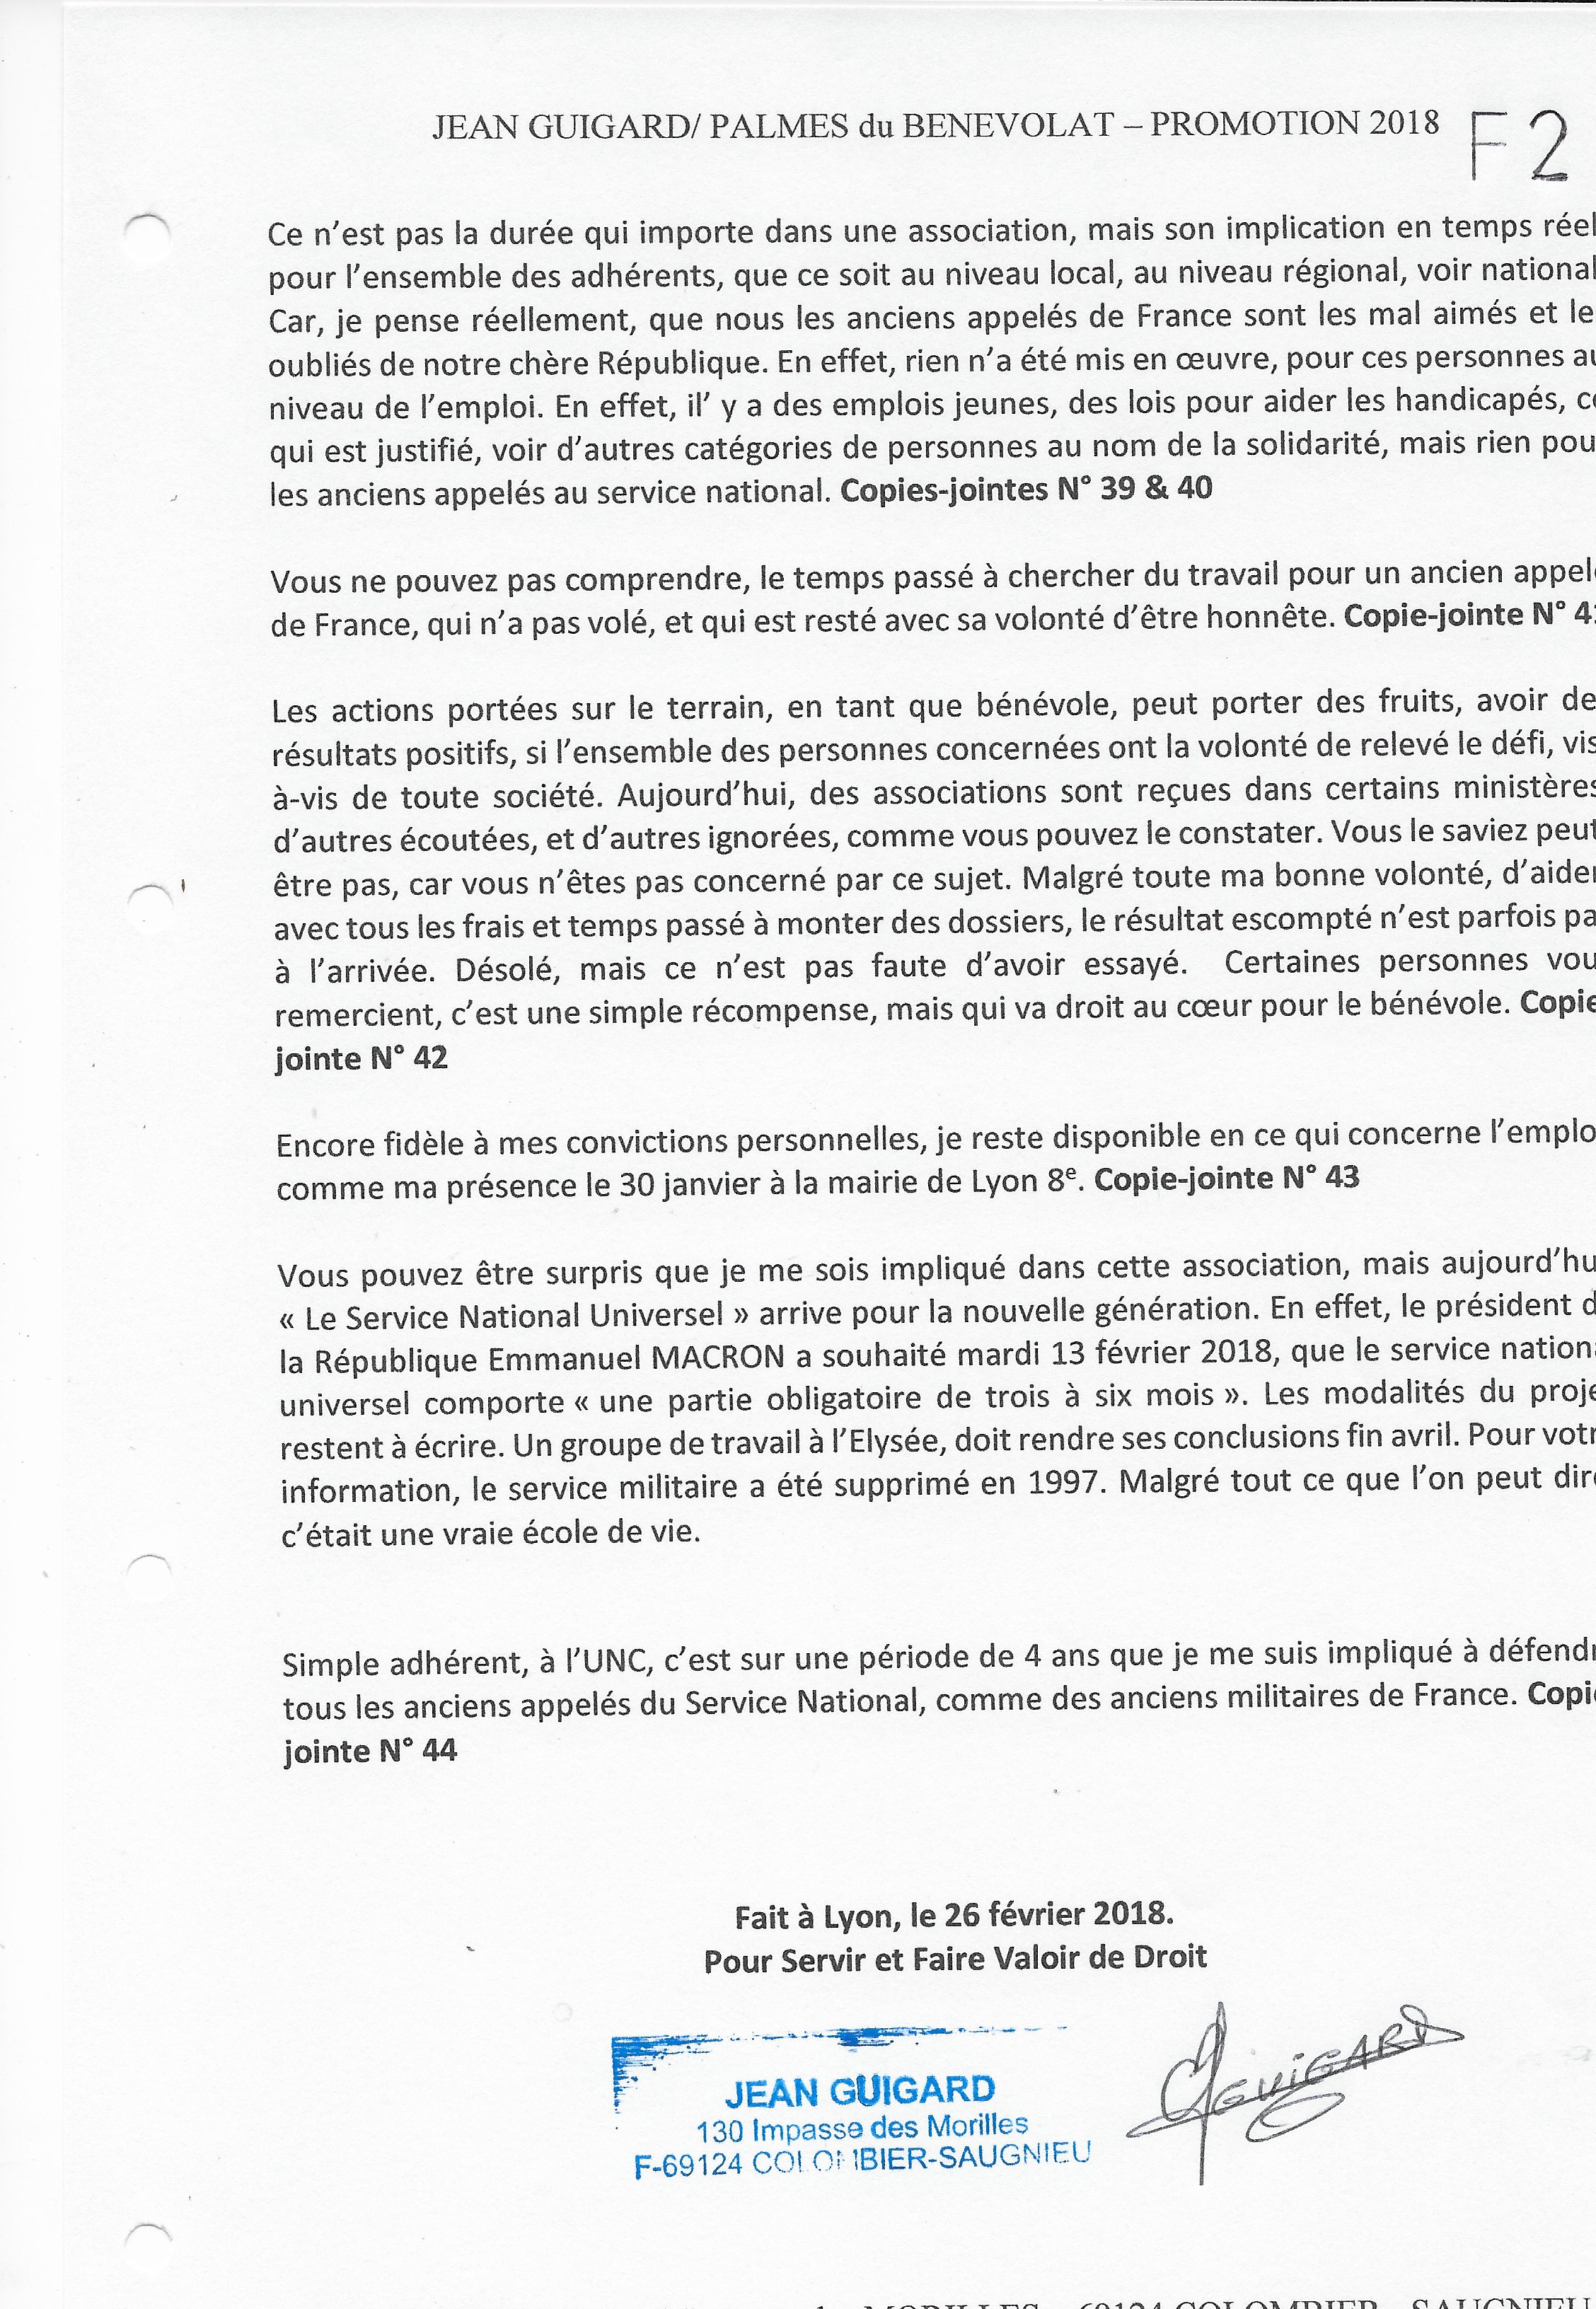 JEAN GUIGARD/ PALMES du BENEVOLAT – PROMOTION 2018 F 2
Ce n’est pas la durée qui importe dans une association, mais son implication en temps réel
pour l’ensemble des adhérents, que ce soit au niveau local, au niveau régional, voir national
Car, je pense réellement, que nous les anciens appelés de France sont les mal aimés et le
oubliés de notre chère République. En effet, rien n’a été mis en œuvre, pour ces personnes au
niveau de l’emploi. En effet, il’ y a des emplois jeunes, des lois pour aider les handicapés, ce
qui est justifié, voir d’autres catégories de personnes au nom de la solidarité, mais rien pou
les anciens appelés au service national. Copies-jointes N° 39 & 40
Vous ne pouvez pas comprendre, le temps passé à chercher du travail pour un ancien appelé
de France, qui n’a pas volé, et qui est resté avec sa volonté d’être honnête. Copie-jointe N° 4
Les actions portées sur le terrain, en tant que bénévole, peut porter des fruits, avoir de
résultats positifs, si l’ensemble des personnes concernées ont la volonté de relevé le défi, vis
à-vis de toute société. Aujourd’hui, des associations sont reçues dans certains ministères
d’autres écoutées, et d’autres ignorées, comme vous pouvez le constater. Vous le saviez peut
être pas, car vous n’êtes pas concerné par ce sujet. Malgré toute ma bonne volonté, d’aider
avec tous les frais et temps passé à monter des dossiers, le résultat escompté n’est parfois pa
à l’arrivée. Désolé, mais ce n’est pas faute d’avoir essayé. Certaines personnes vou
remercient, c’est une simple récompense, mais qui va droit au cœur pour le bénévole. Copie
jointe N° 42
Encore fidèle à mes convictions personnelles, je reste disponible en ce qui concerne l’emplo
comme ma présence le 30 janvier à la mairie de Lyon 8e. Copie-jointe N° 43
Vous pouvez être surpris que je me sois impliqué dans cette association, mais aujourd’hu
« Le Service National Universel » arrive pour la nouvelle génération. En effet, le président d
la République Emmanuel MACRON a souhaité mardi 13 février 2018, que le service nationa
universel comporte « une partie obligatoire de trois à six mois ». Les modalités du proje
restent à écrire. Un groupe de travail à l’Elysée, doit rendre ses conclusions fin avril. Pour votr
information, le service militaire a été supprimé en 1997. Malgré tout ce que l’on peut dire
c’était une vraie école de vie.
Simple adhérent, à l’UNC, c’est sur une période de 4 ans que je me suis impliqué à défendr
tous les anciens appelés du Service National, comme des anciens militaires de France. Copi
jointe N° 44
Fait à Lyon, le 26 février 2018.
Pour Servir et Faire Valoir de Droit
JEAN GUIGARD
130 Impasse des Morilles
F-69124 COLOMBIER-SAUGNIEU
GUIGARD
MORILLES – 69124 COLOMBIER – SAUGNIEU